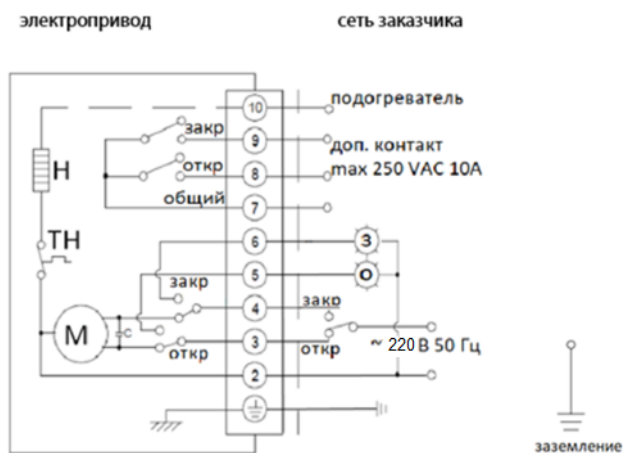 электропривод
сеть заказчика
10
подогреватель
закр
9
доп. контакт
откр
8
max 250 VAC 10A
H
общий
7
TH
6
З
5
О
закр
4
закр
M
C
откр
3
откр
~ 220 В 50 Гц
2
заземление